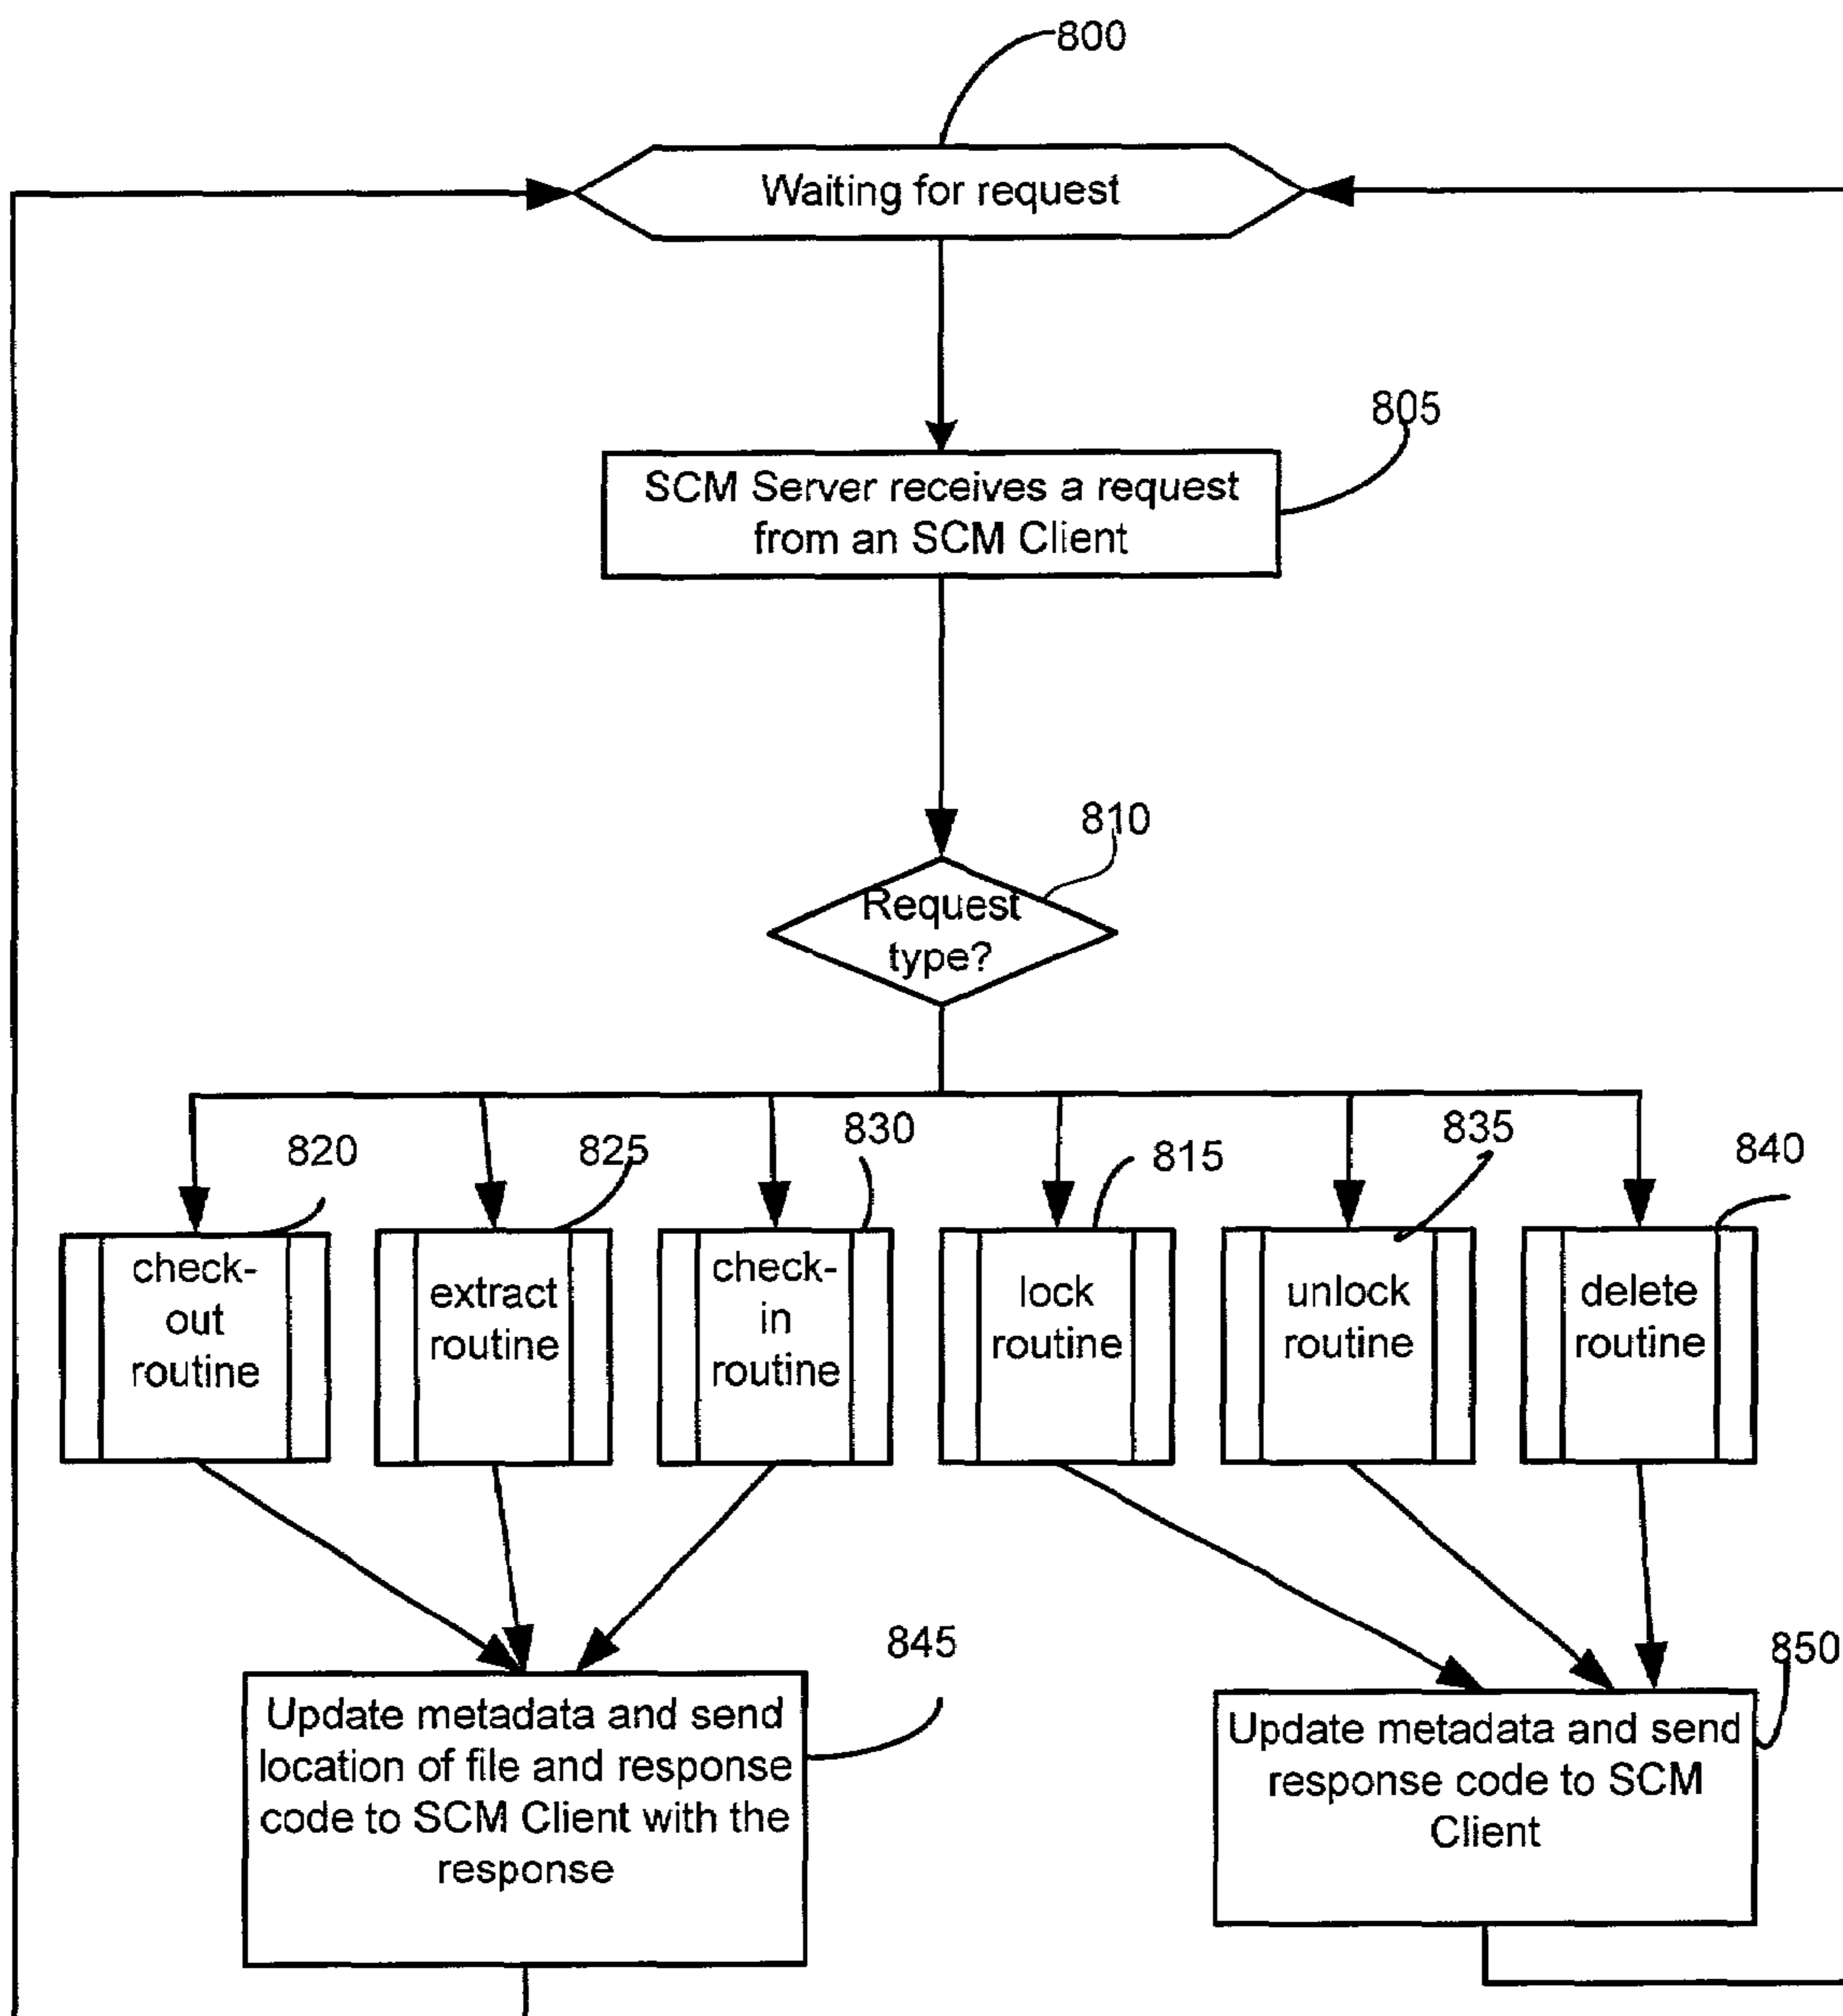 800
Waiting for request
805
SCM Server receives a request
from an SCM Client
810
Request
type?
820
825
830
815
835
840
check-
out
routine
extract
routine
check-
in
routine
lock
routine
unlock
routine
delete
routine
845
Update metadata and send
location of file and response
code to SCM Client with the
response
850
Update metadata and send
response code to SCM
Client